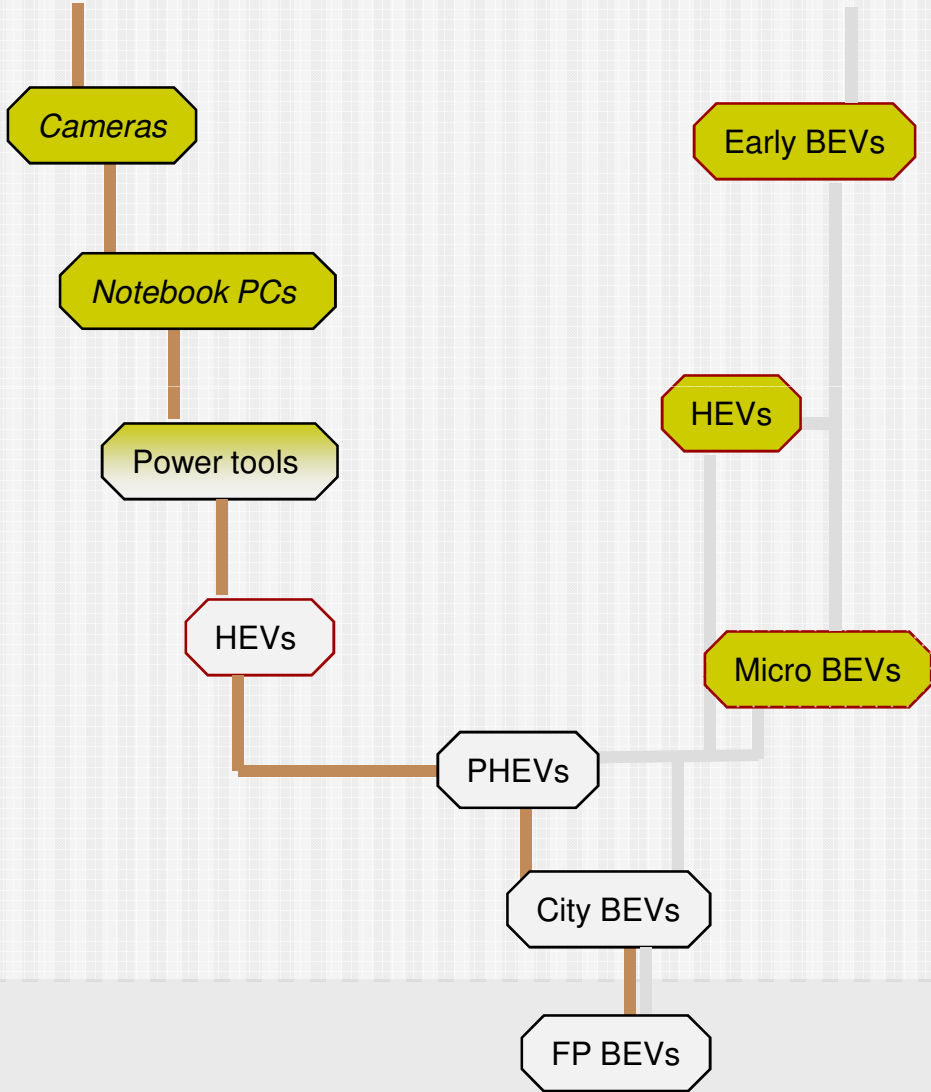 Cameras
Early BEVs
Notebook PCs
HEVs
Power tools
HEVs
Micro BEVs
PHEVs
City BEVs
FP BEVs